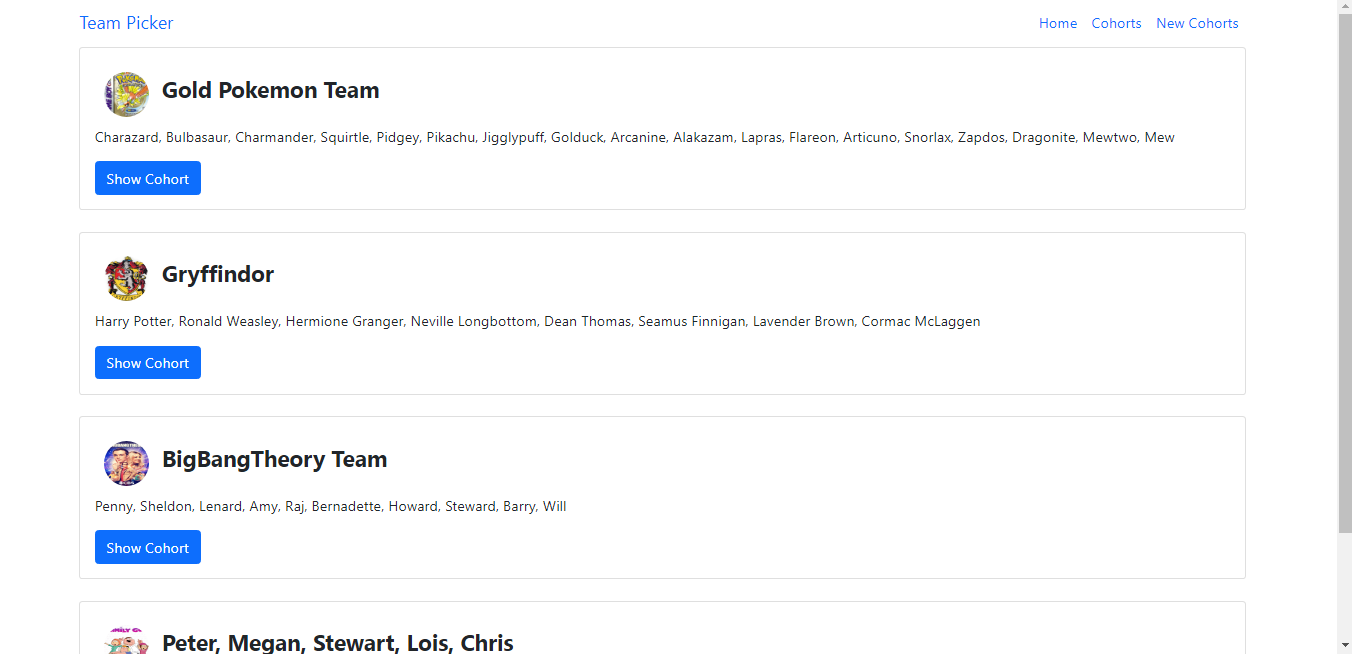 Team Picker
Home Cohorts New Cohorts
Gold Pokemon Team
Charazard, Bulbasaur, Charmander, Squirtle, Pidgey, Pikachu, Jigglypuff, Golduck, Arcanine, Alakazam, Lapras, Flareon, Articuno, Snorlax, Zapdos, Dragonite, Mewtwo, Mew
Show Cohort
Gryffindor
Harry Potter, Ronald Weasley, Hermione Granger, Neville Longbottom, Dean Thomas, Seamus Finnigan, Lavender Brown, Cormac McLaggen
Show Cohort
BigBangTheory Team
Penny, Sheldon, Lenard, Amy, Raj, Bernadette, Howard, Steward, Barry, Will
Show Cohort
Peter, Megan, Stewart, Lois, Chris